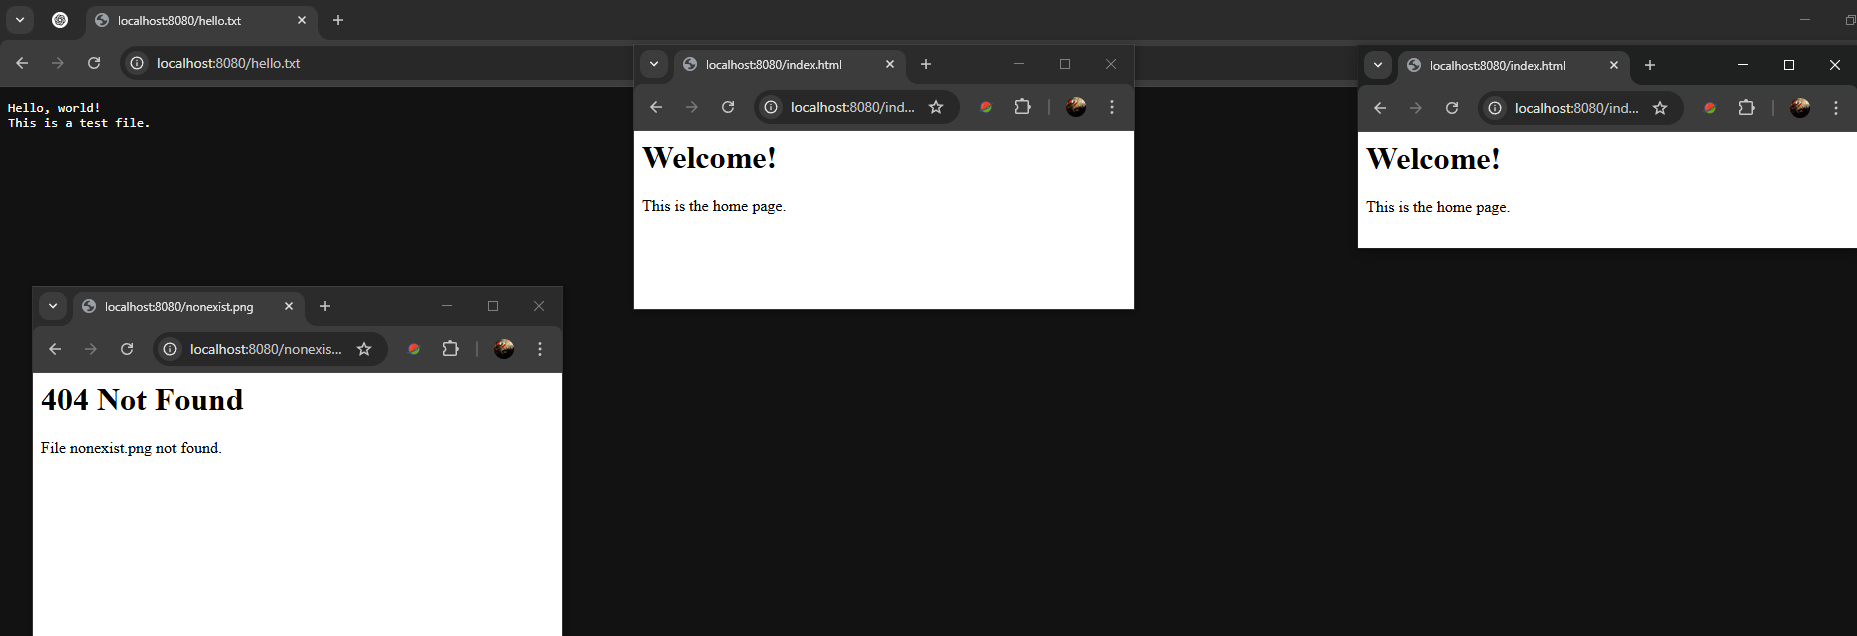 localhost:8080/hello.txt
localhost:8080/hello.txt
Hello, world!
This is a test file.
localhost:8080/index.html
localhost:8080/ind...
Welcome!
This is the home page.
localhost:8080/index.html
localhost:8080/ind...
Welcome!
This is the home page.
localhost:8080/nonexist.png
localhost:8080/nonexis...
404 Not Found
File nonexist.png not found.